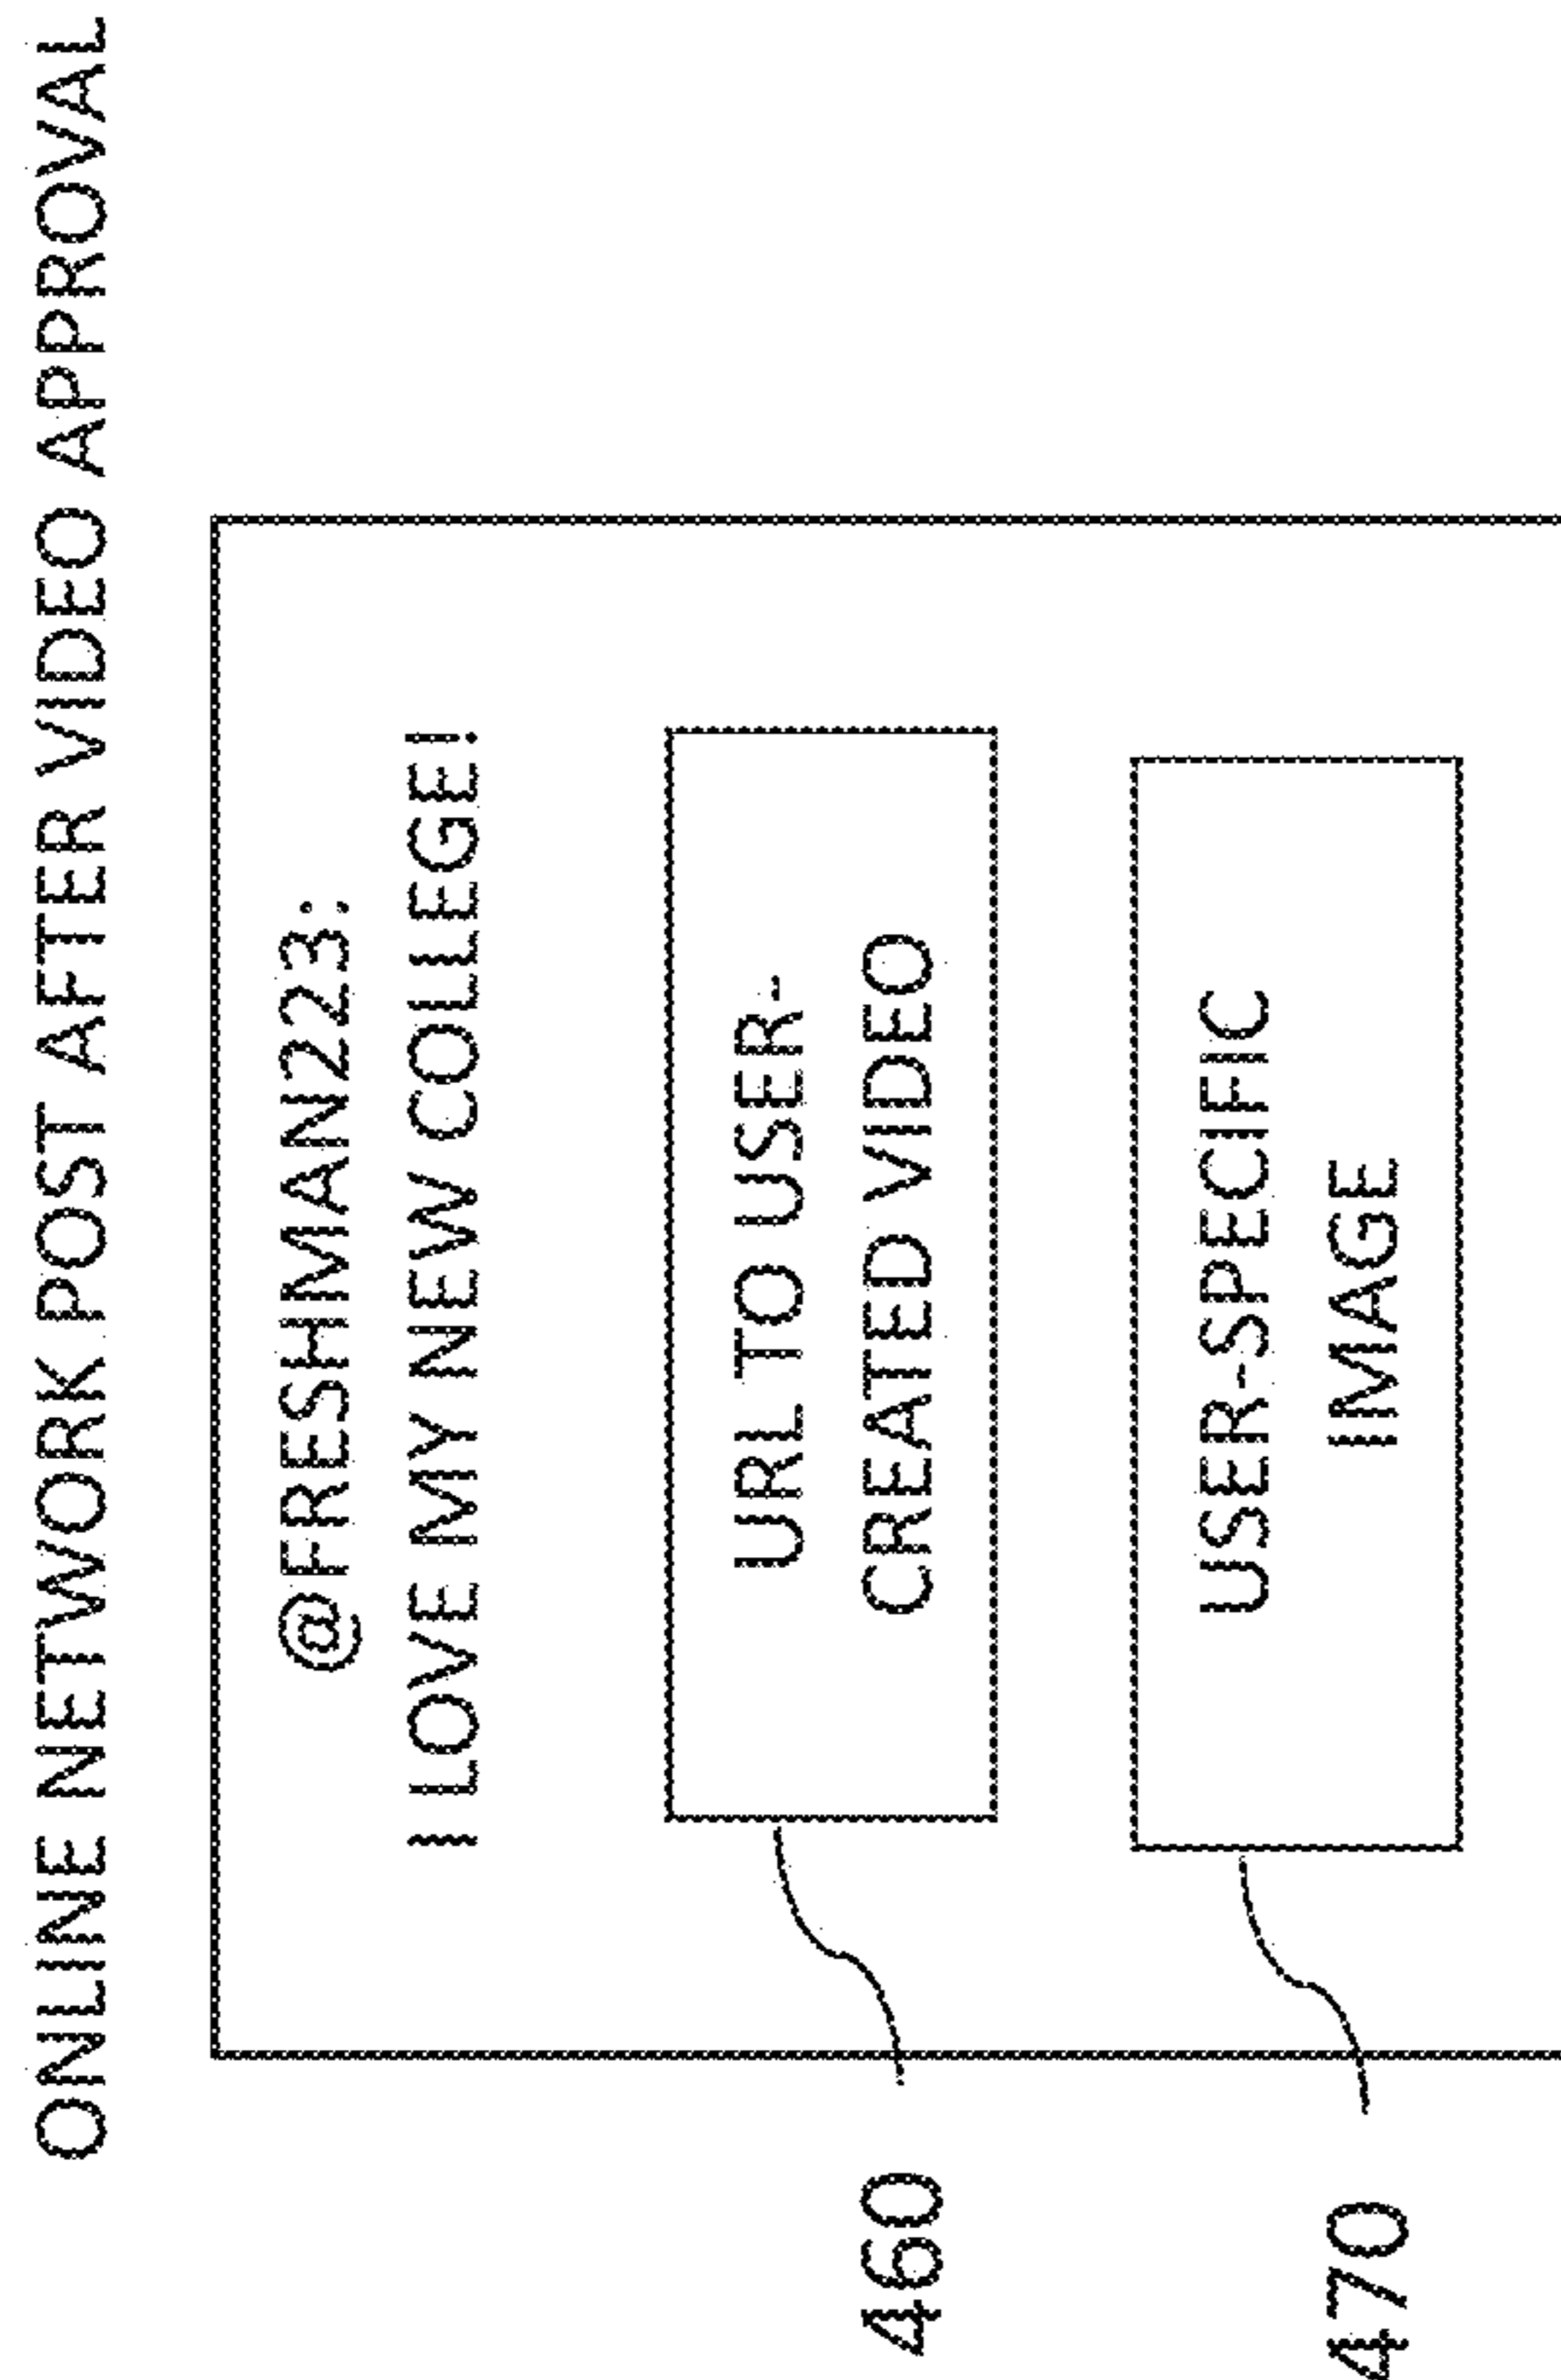 ONLINE NETWORK POST AFTER VIDEO APPROVAL
@FRESHMAN223:
I LOVE MY NEW COLLEGE!
URL TO USER-
CREATED VIDEO
460
USER-SPECIFIC
IMAGE
470